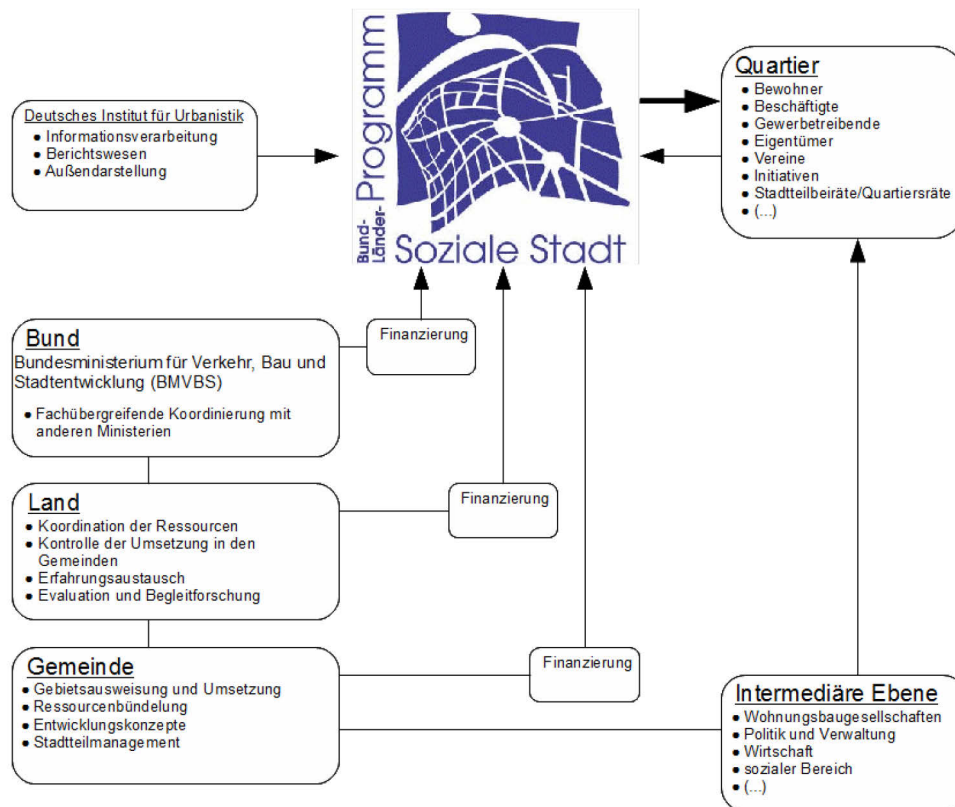 Deutsches Institut für Urbanistik
● Informationsverarbeitung
● Berichtswesen
● Außendarstellung
Bund-
Länder-Programm
Soziale Stadt
Quartier
● Bewohner
● Beschäftigte
● Gewerbetreibende
● Eigentümer
● Vereine
● Initiativen
● Stadtteilbeiräte/Quartiersräte
● (...)
Bund
Bundesministerium für Verkehr, Bau und
Stadtentwicklung (BMVBS)
● Fachübergreifende Koordinierung mit
anderen Ministerien
Finanzierung
Land
● Koordination der Ressourcen
● Kontrolle der Umsetzung in den
Gemeinden
● Erfahrungsaustausch
● Evaluation und Begleitforschung
Finanzierung
Gemeinde
● Gebietsausweisung und Umsetzung
● Ressourcenbündelung
● Entwicklungskonzepte
● Stadtteilmanagement
Finanzierung
Intermediäre Ebene
● Wohnungsbaugesellschaften
● Politik und Verwaltung
● Wirtschaft
● sozialer Bereich
● (...)